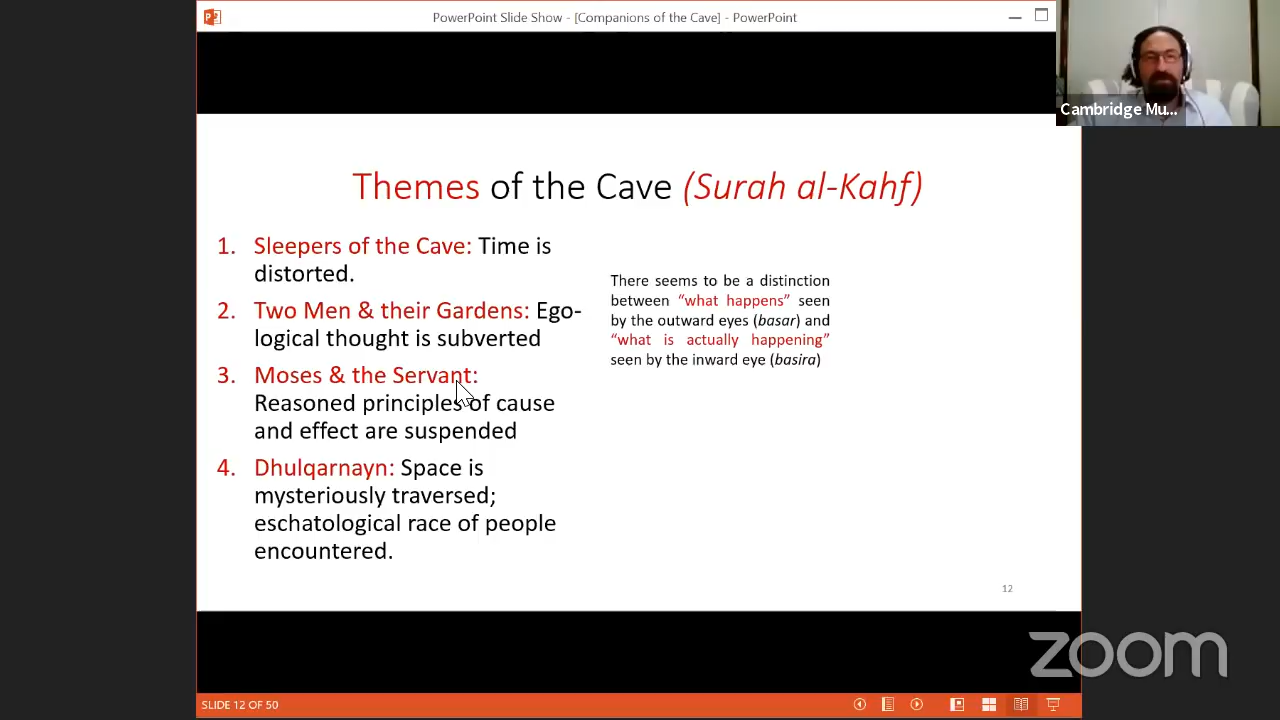 PowerPoint Slide Show - [Companions of the Cave] - PowerPoint
Cambridge Mu...
Themes of the Cave (Surah al-Kahf)
1. Sleepers of the Cave: Time is
distorted.
2. Two Men & their Gardens: Ego-
logical thought is subverted
3. Moses & the Servant:
Reasoned principles of cause
and effect are suspended
4. Dhulqarnayn: Space is
mysteriously traversed;
eschatological race of people
encountered.
There seems to be a distinction
between “what happens” seen
by the outward eyes (basar) and
“what is actually happening”
seen by the inward eye (basira)
12
zoom
SLIDE 12 OF 50